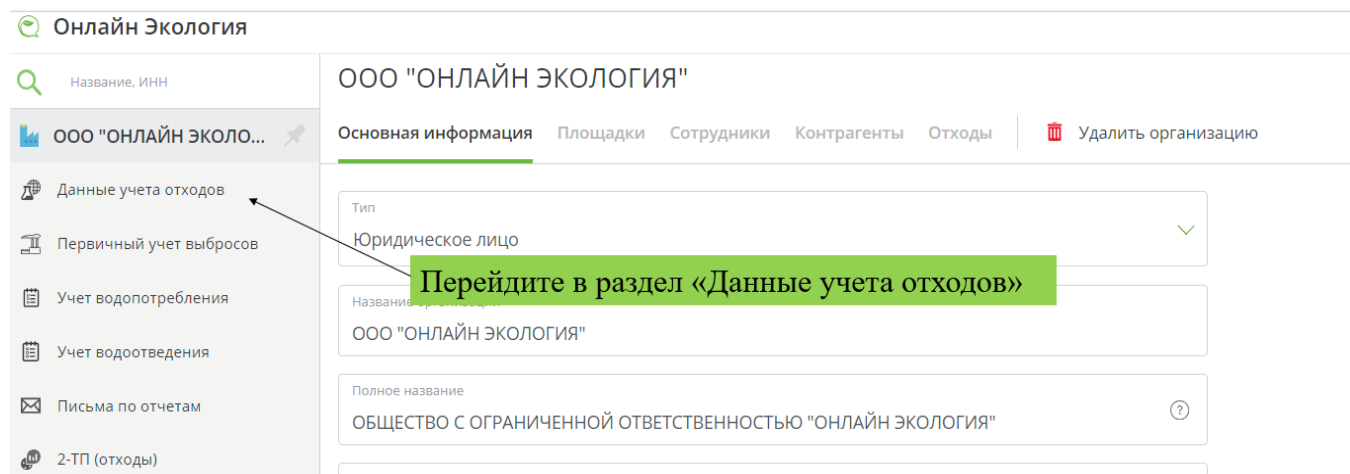 Онлайн Экология
Название, ИНН
ООО "ОНЛАЙН ЭКОЛО...
Данные учета отходов
Первичный учет выбросов
Учет водопотребления
Учет водоотведения
Письма по отчетам
2-ТП (отходы)
ООО "ОНЛАЙН ЭКОЛОГИЯ"
Основная информация Площадки Сотрудники Контрагенты Отходы Удалить организацию
Тип
Юридическое лицо
Перейдите в раздел «Данные учета отходов»
Название организации
ООО "ОНЛАЙН ЭКОЛОГИЯ"
Полное название
ОБЩЕСТВО С ОГРАНИЧЕННОЙ ОТВЕТСТВЕННОСТЬЮ "ОНЛАЙН ЭКОЛОГИЯ"